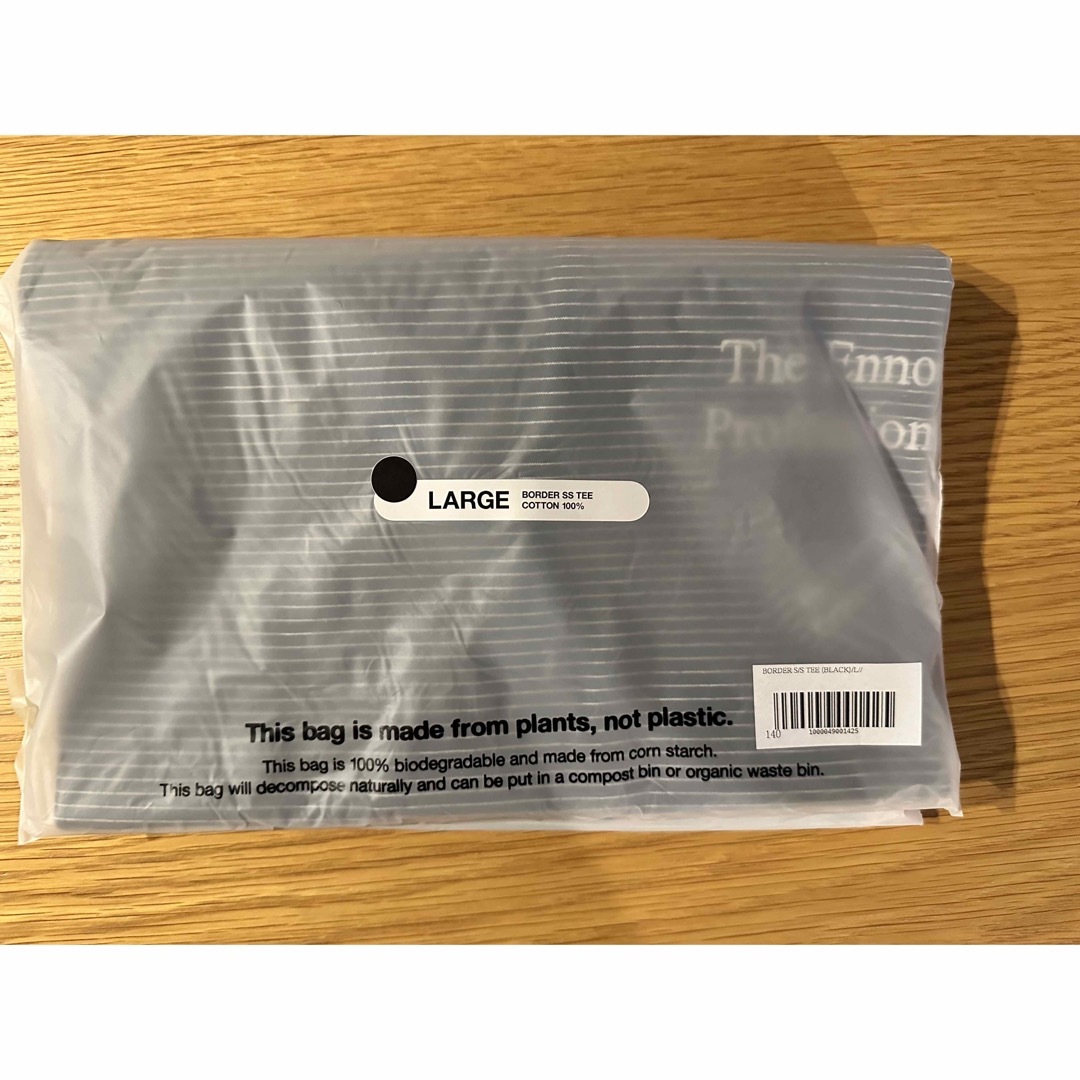 The Enno
LARGE
BORDER SS TEE
COTTON 100%
BORDER S/S TEE (BLACK)/L//
140
1000049001425
This bag is made from plants, not plastic.
This bag is 100% biodegradable and made from corn starch.
This bag will decompose naturally and can be put in a compost bin or organic waste bin.